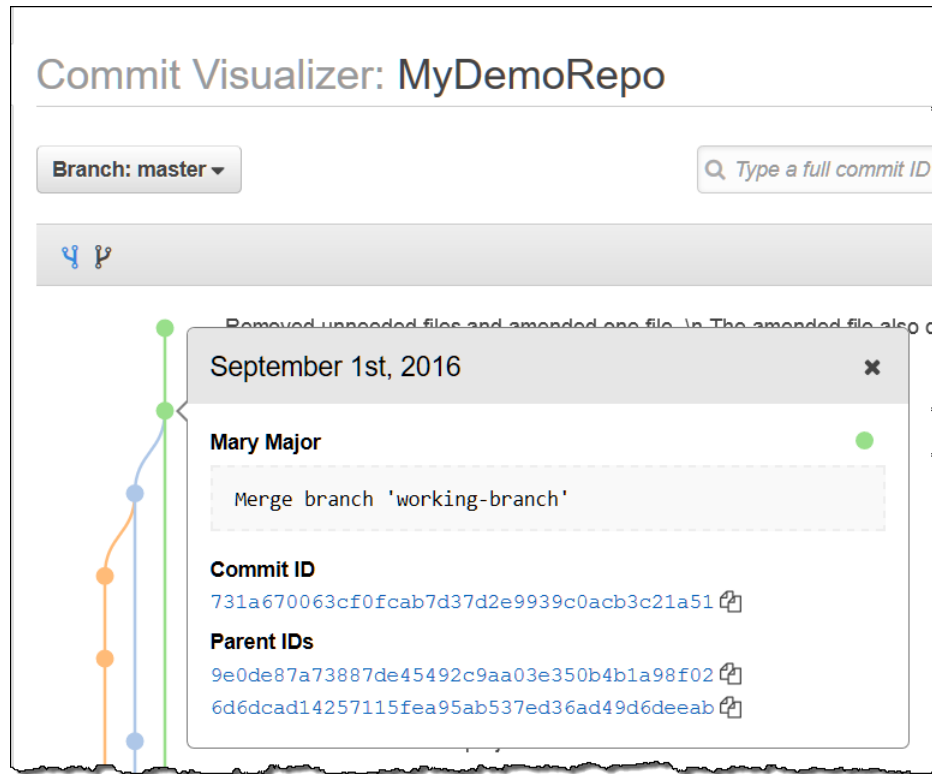 Commit Visualizer: MyDemoRepo
Branch: master
Type a full commit ID
Removed unneeded files and amended one file. \n The amended file also
September 1st, 2016
Mary Major
Merge branch 'working-branch'
Commit ID
731a670063cf0fcab7d37d2e9939c0acb3c21a51
Parent IDs
9e0de87a73887de45492c9aa03e350b4b1a98f02
6d6dcad14257115fea95ab537ed36ad49d6deeab